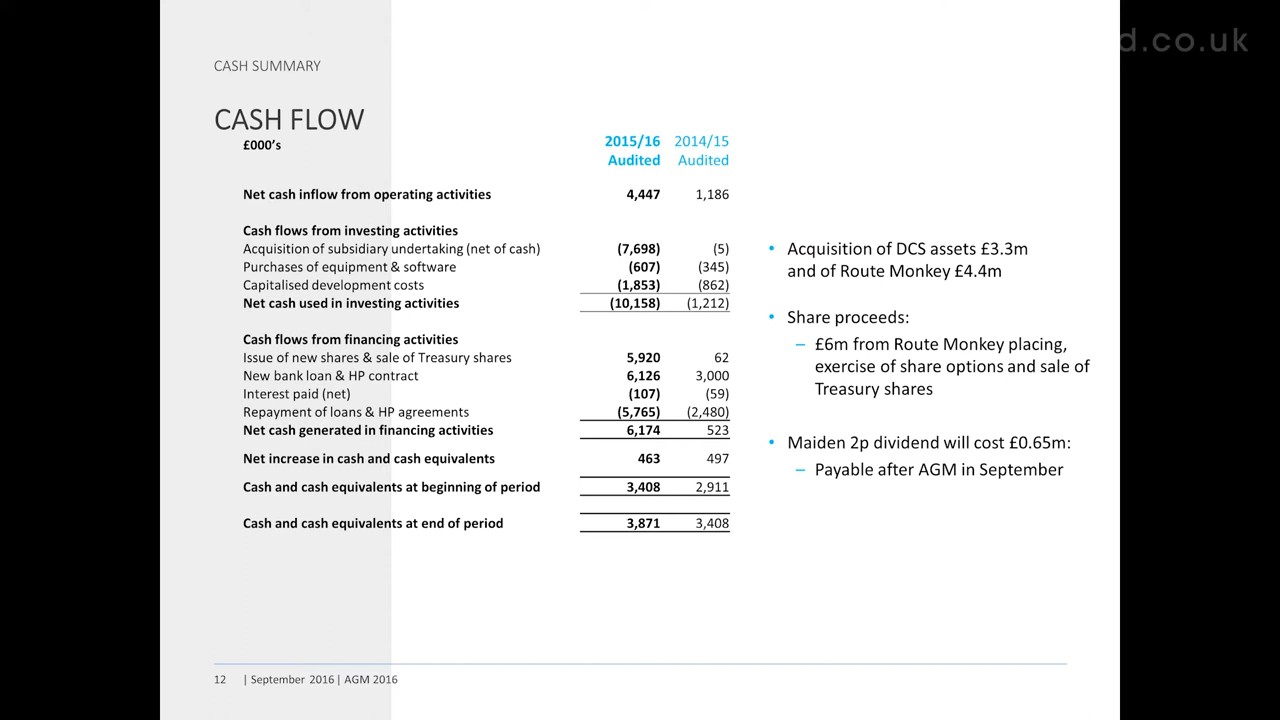 d.co.uk
CASH SUMMARY
CASH FLOW
£000's
2015/16 2014/15
Audited Audited
Net cash inflow from operating activities 4,447 1,186
Cash flows from investing activities
Acquisition of subsidiary undertaking (net of cash) (7,698) (5)
Purchases of equipment & software (607) (345)
Capitalised development costs (1,853) (862)
Net cash used in investing activities (10,158) (1,212)
Cash flows from financing activities
Issue of new shares & sale of Treasury shares 5,920 62
New bank loan & HP contract 6,126 3,000
Interest paid (net) (107) (59)
Repayment of loans & HP agreements (5,765) (2,480)
Net cash generated in financing activities 6,174 523
Net increase in cash and cash equivalents 463 497
Cash and cash equivalents at beginning of period 3,408 2,911
Cash and cash equivalents at end of period 3,871 3,408
• Acquisition of DCS assets £3.3m
and of Route Monkey £4.4m
• Share proceeds:
– £6m from Route Monkey placing,
exercise of share options and sale of
Treasury shares
• Maiden 2p dividend will cost £0.65m:
– Payable after AGM in September
12 | September 2016 | AGM 2016